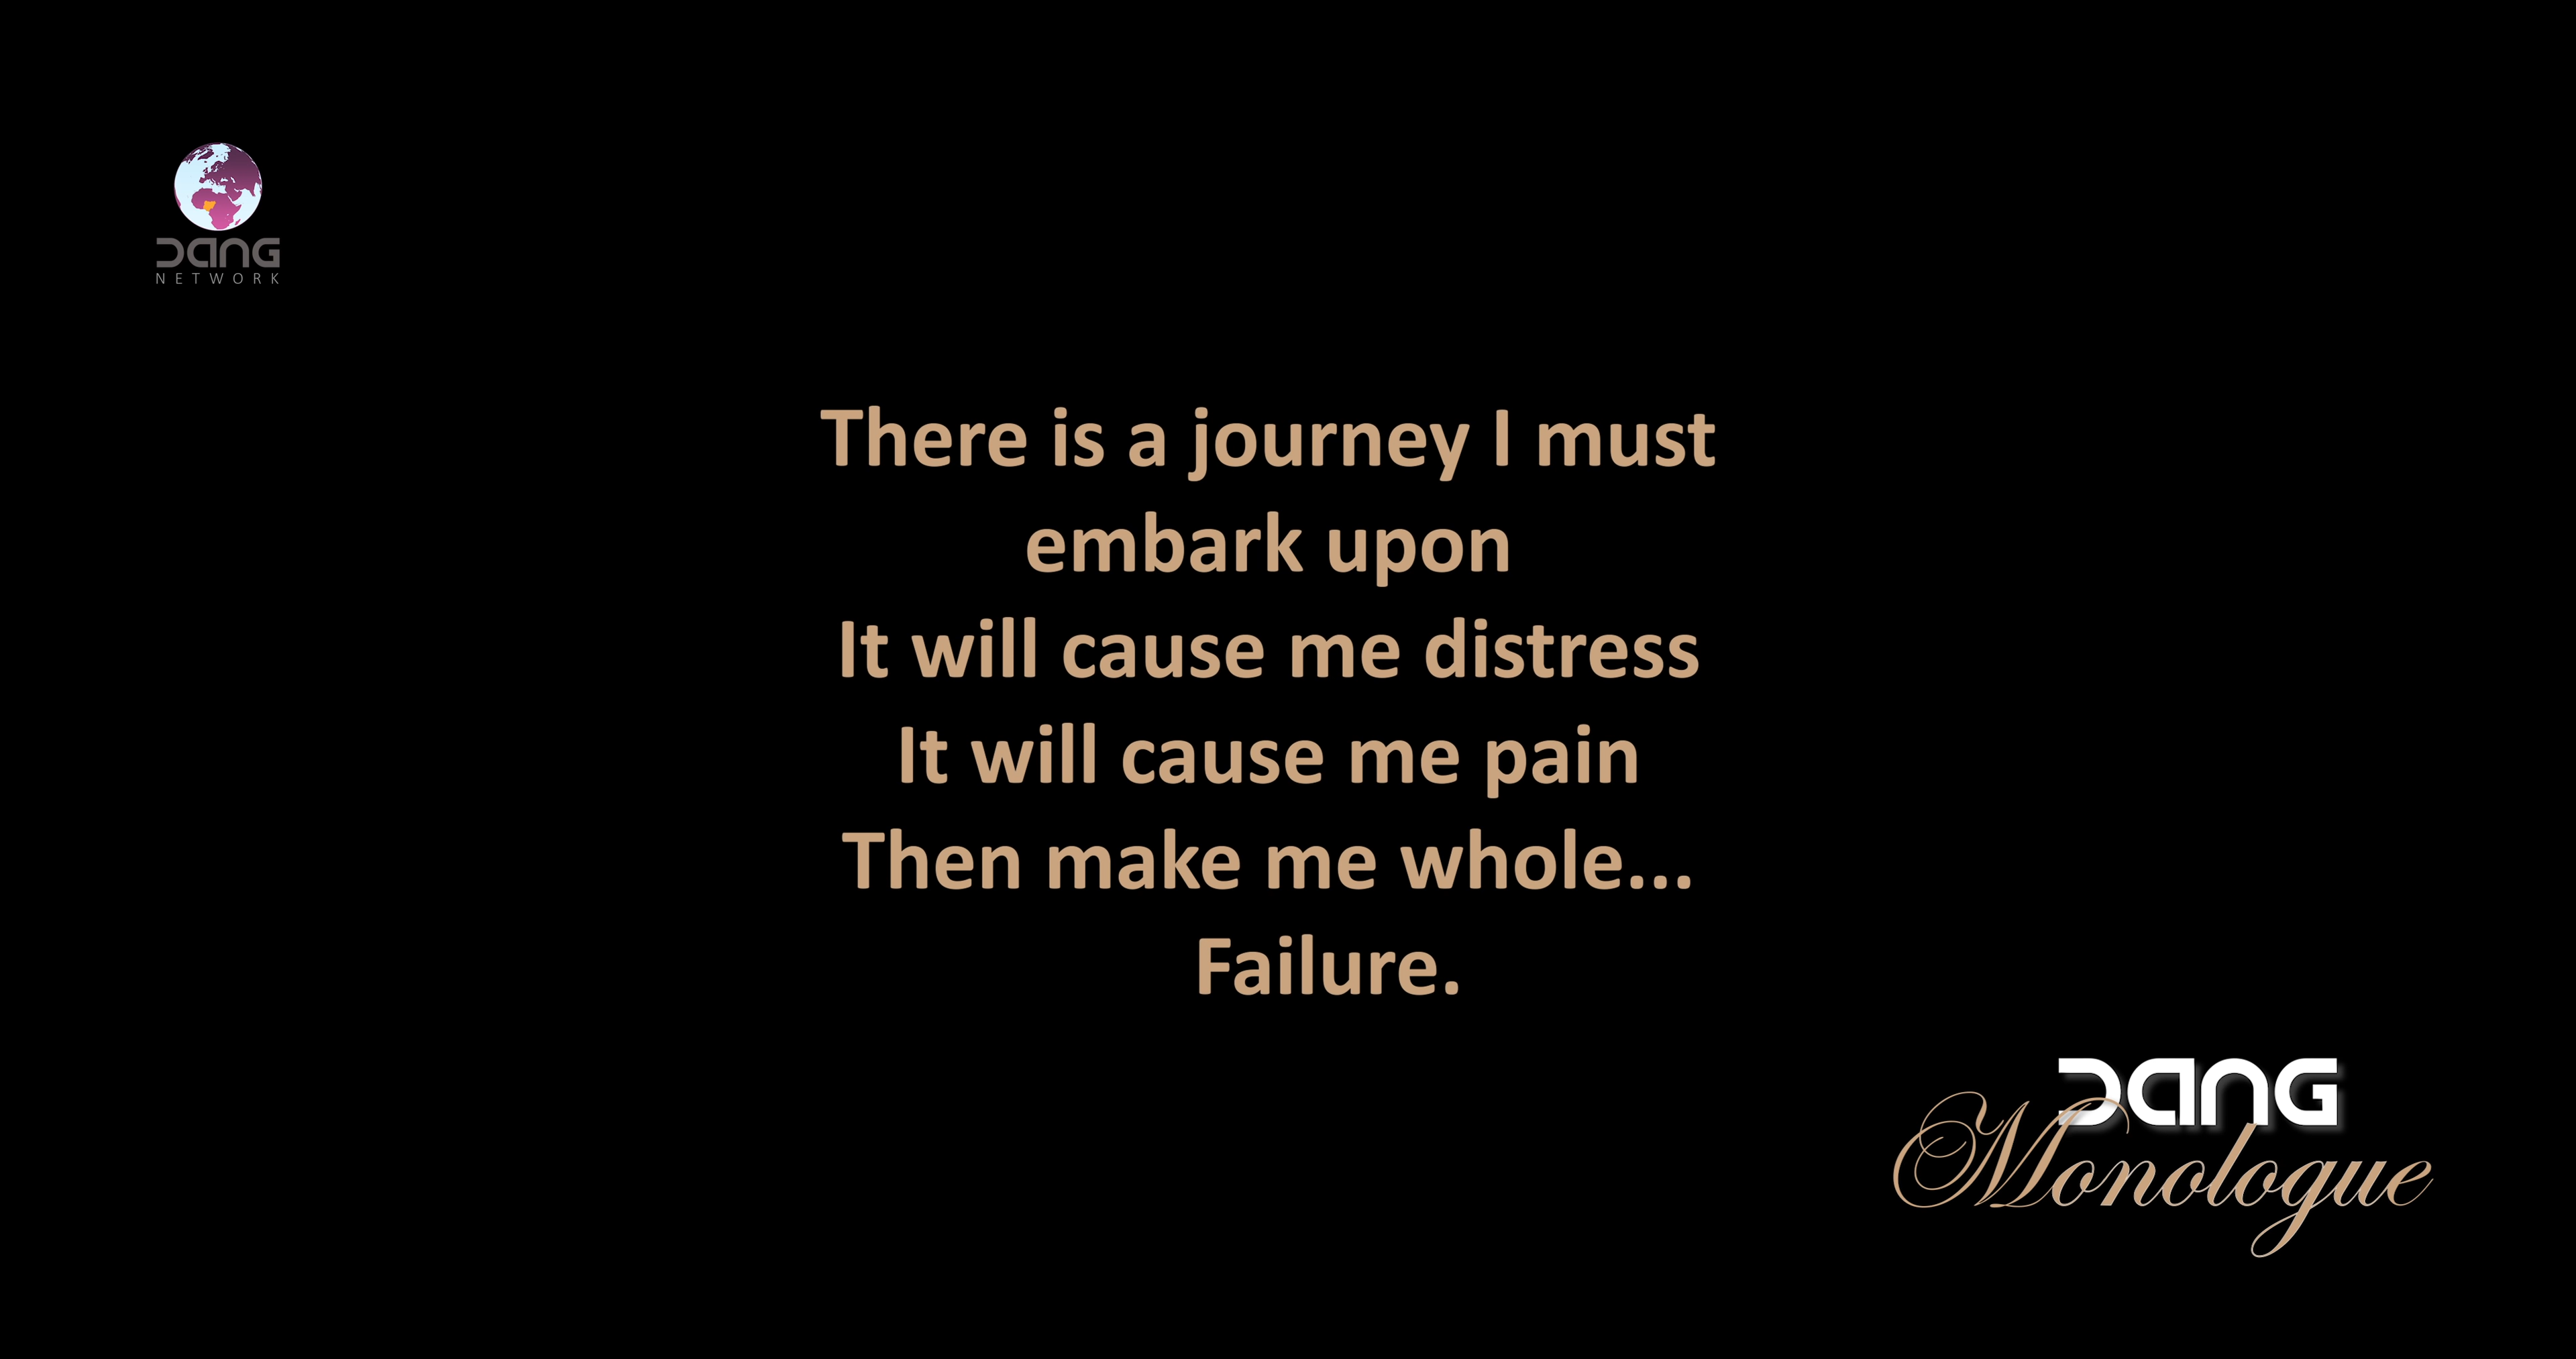 DANG
NETWORK
There is a journey I must
embark upon
It will cause me distress
It will cause me pain
Then make me whole...
Failure.
DANG
Monologue